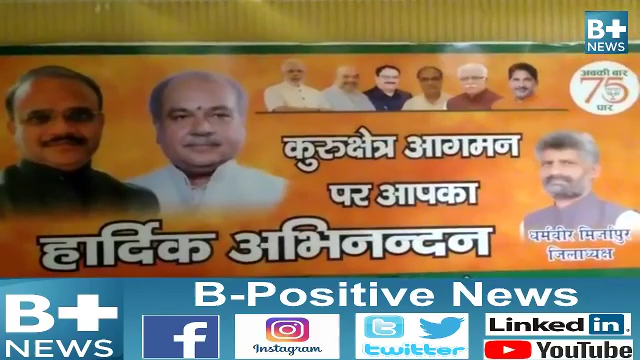 B+
NEWS
अबकी बार
75
पार
कुरुक्षेत्र आगमन
पर आपका
हार्दिक अभिनन्दन
धर्मवीर मिर्जापुर
जिलाध्यक्ष
B-Positive News
B+
NEWS
f
Instagram
twitter
Linked in
YouTube